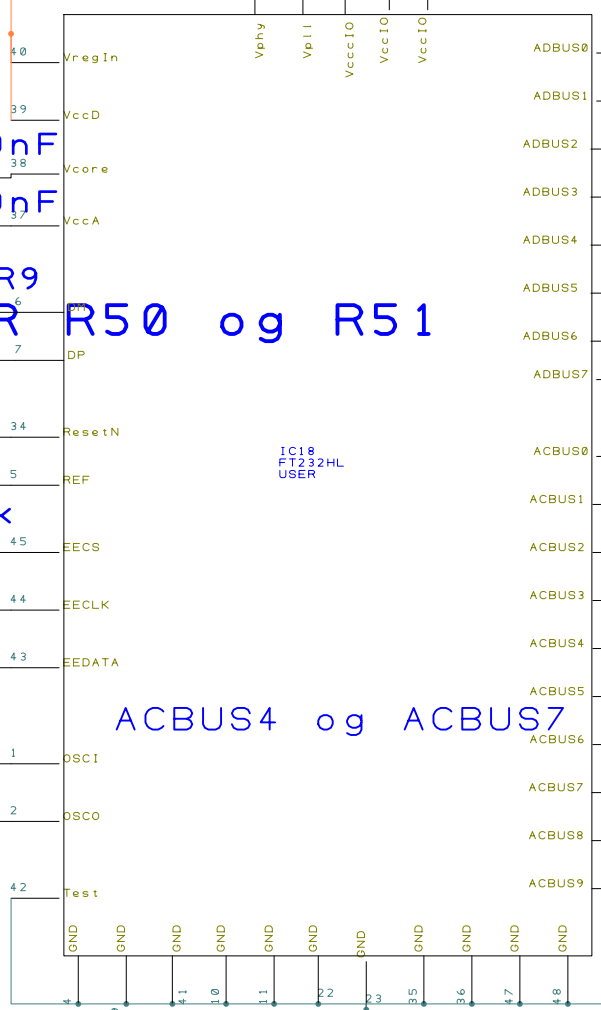 Vphy
Vpll
VcccIO
VccIO
VccIO
40
VregIn
ADBUS0
39
VccD
ADBUS1
nF
38
Vcore
ADBUS2
nF
37
VccA
ADBUS3
ADBUS4
R9
6
DM
ADBUS5
R R50 og R51
7
DP
ADBUS6
ADBUS7
34
ResetN
IC18
FT232HL
USER
ACBUS0
5
REF
ACBUS1
45
EECS
ACBUS2
44
EECLK
ACBUS3
43
EEDATA
ACBUS4
ACBUS5
ACBUS4 og ACBUS7
ACBUS6
1
OSCI
ACBUS7
2
OSCO
ACBUS8
42
Test
ACBUS9
GND
GND
GND
GND
GND
GND
GND
GND
GND
GND
GND
4
9
41
10
11
22
23
35
36
47
48